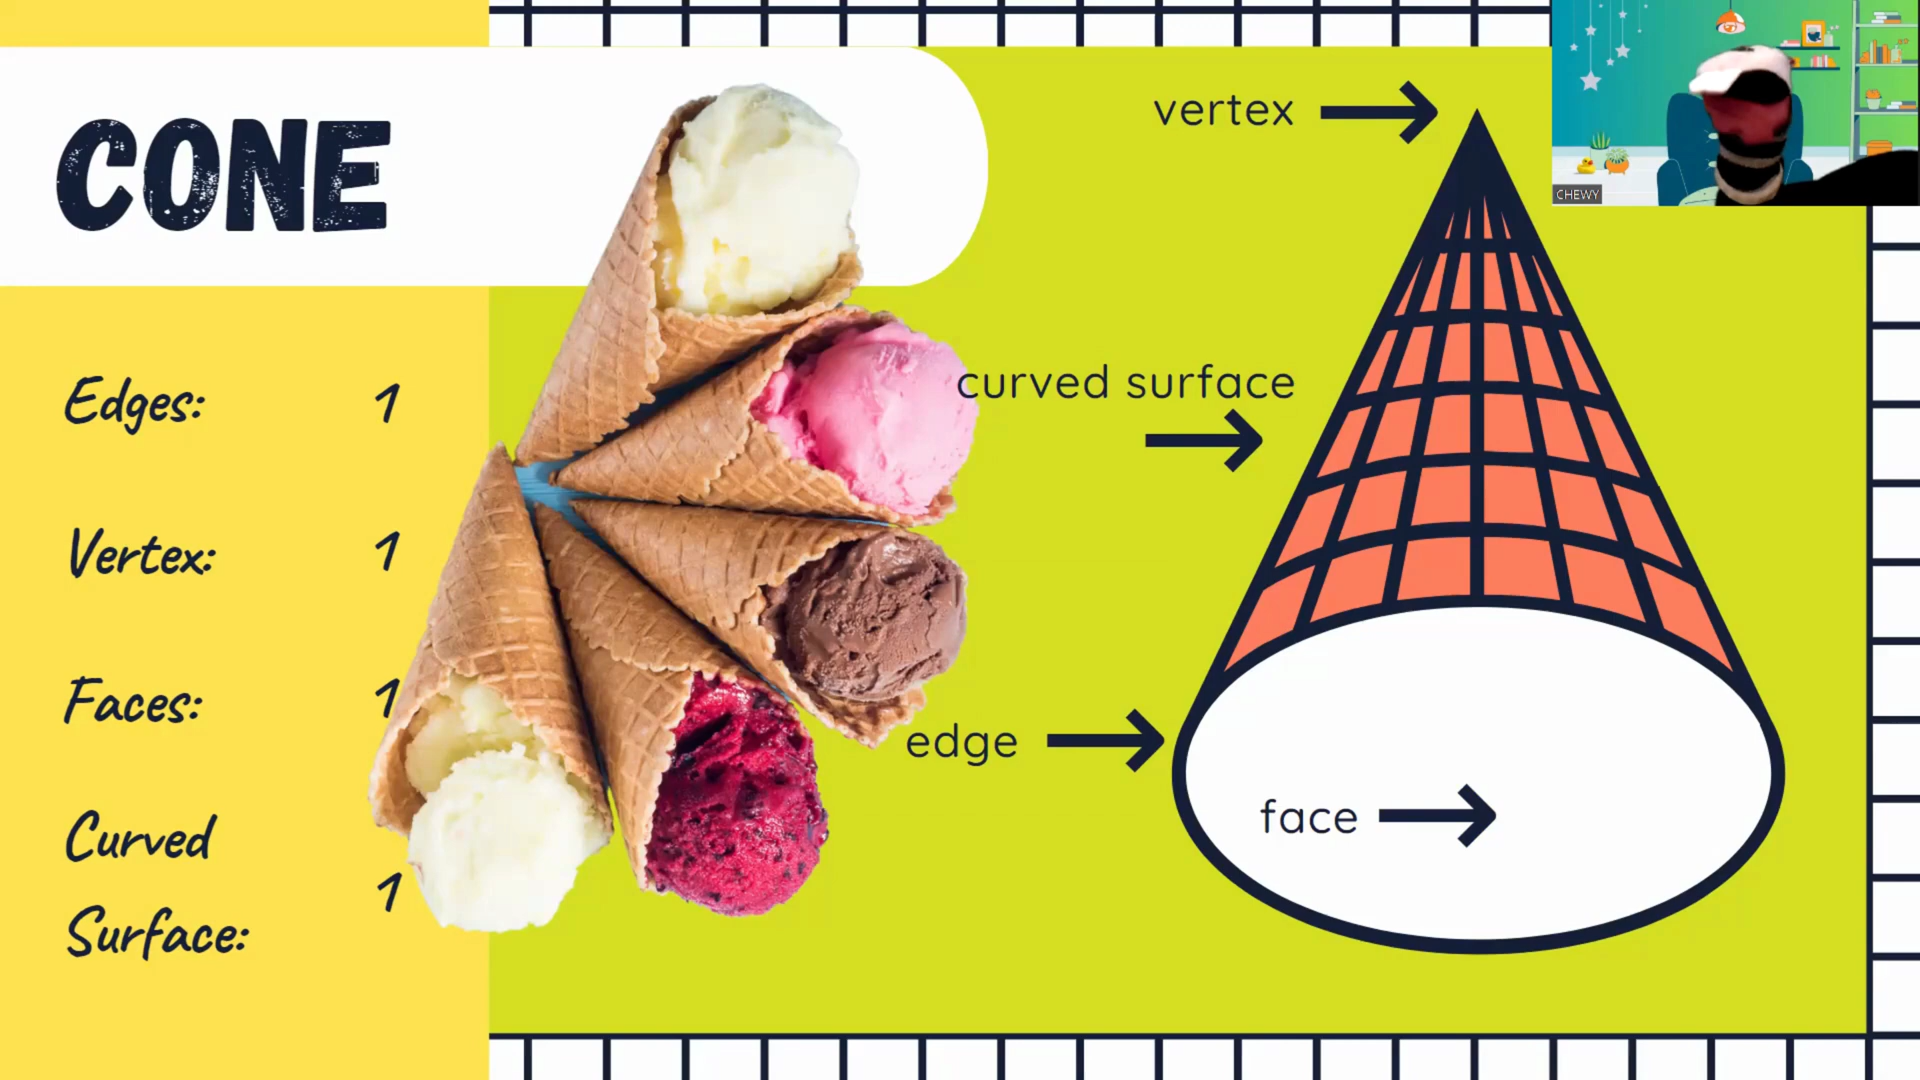 CONE
Edges: 1
Vertex: 1
Faces: 1
Curved
Surface: 1
vertex
curved surface
edge
face
CHEWY